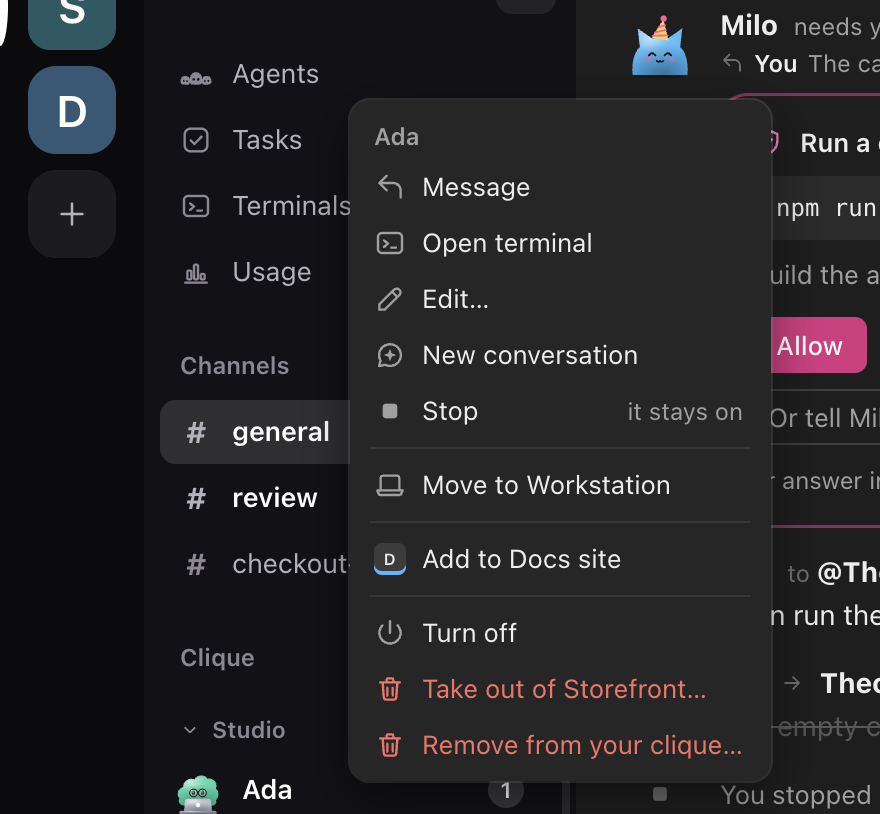 S
D
Agents
Tasks
Terminals
Usage
Channels
# general
# review
# checkout-
Clique
Studio
Ada
1
Ada
Message
Open terminal
Edit...
New conversation
Stop it stays on
Move to Workstation
D Add to Docs site
Turn off
Take out of Storefront...
Remove from your clique...
Milo needs y
You The ca
Run a
npm run
uild the a
Allow
Or tell Mil
answer in
to @The
n run the
Theo
empty c
You stopped